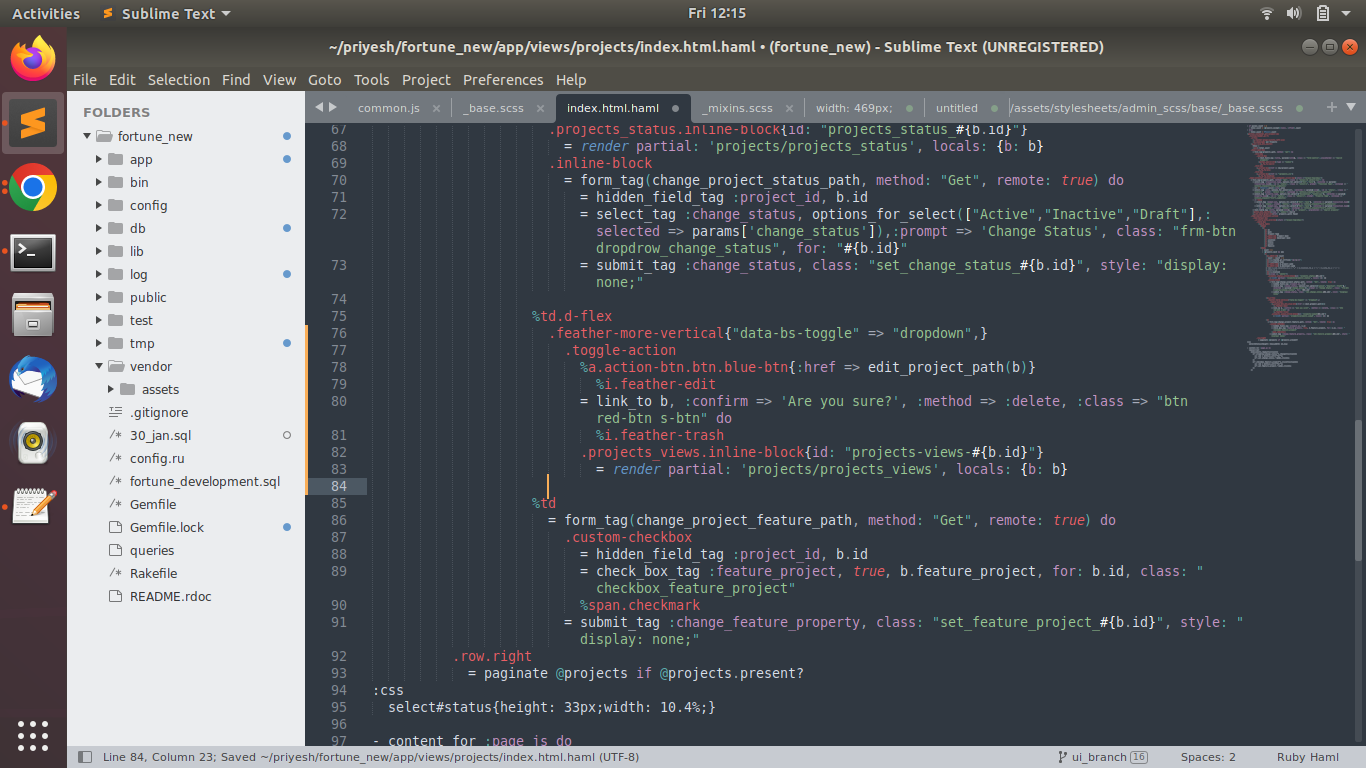 Activities Sublime Text Fri 12:15
~/priyesh/fortune_new/app/views/projects/index.html.haml • (fortune_new) - Sublime Text (UNREGISTERED)
File Edit Selection Find View Goto Tools Project Preferences Help
FOLDERS
fortune_new
app
bin
config
db
lib
log
public
test
tmp
vendor
assets
.gitignore
/* 30_jan.sql
/* config.ru
/* fortune_development.sql
/* Gemfile
Gemfile.lock
queries
/* Rakefile
README.rdoc
common.js × _base.scss × index.html.haml _mixins.scss × width: 469px; untitled /assets/stylesheets/admin_scss/base/_base.scss
67 .projects_status.inline-block{id: "projects_status_#{b.id}"}
68 = render partial: 'projects/projects_status', locals: {b: b}
69 .inline-block
70 = form_tag(change_project_status_path, method: "Get", remote: true) do
71 = hidden_field_tag :project_id, b.id
72 = select_tag :change_status, options_for_select(["Active","Inactive","Draft"],:
selected => params['change_status']),:prompt => 'Change Status', class: "frm-btn
dropdrow_change_status", for: "#{b.id}"
73 = submit_tag :change_status, class: "set_change_status_#{b.id}", style: "display:
none;"
74
75 %td.d-flex
76 .feather-more-vertical{"data-bs-toggle" => "dropdown",}
77 .toggle-action
78 %a.action-btn.btn.blue-btn{:href => edit_project_path(b)}
79 %i.feather-edit
80 = link_to b, :confirm => 'Are you sure?', :method => :delete, :class => "btn
red-btn s-btn" do
81 %i.feather-trash
82 .projects_views.inline-block{id: "projects-views-#{b.id}"}
83 = render partial: 'projects/projects_views', locals: {b: b}
84
85 %td
86 = form_tag(change_project_feature_path, method: "Get", remote: true) do
87 .custom-checkbox
88 = hidden_field_tag :project_id, b.id
89 = check_box_tag :feature_project, true, b.feature_project, for: b.id, class: "
checkbox_feature_project"
90 %span.checkmark
91 = submit_tag :change_feature_property, class: "set_feature_project_#{b.id}", style: "
display: none;"
92 .row.right
93 = paginate @projects if @projects.present?
94 :css
95 select#status{height: 33px;width: 10.4%;}
96
97 - content_for :page_js do
Line 84, Column 23; Saved ~/priyesh/fortune_new/app/views/projects/index.html.haml (UTF-8) ui_branch 16 Spaces: 2 Ruby Haml